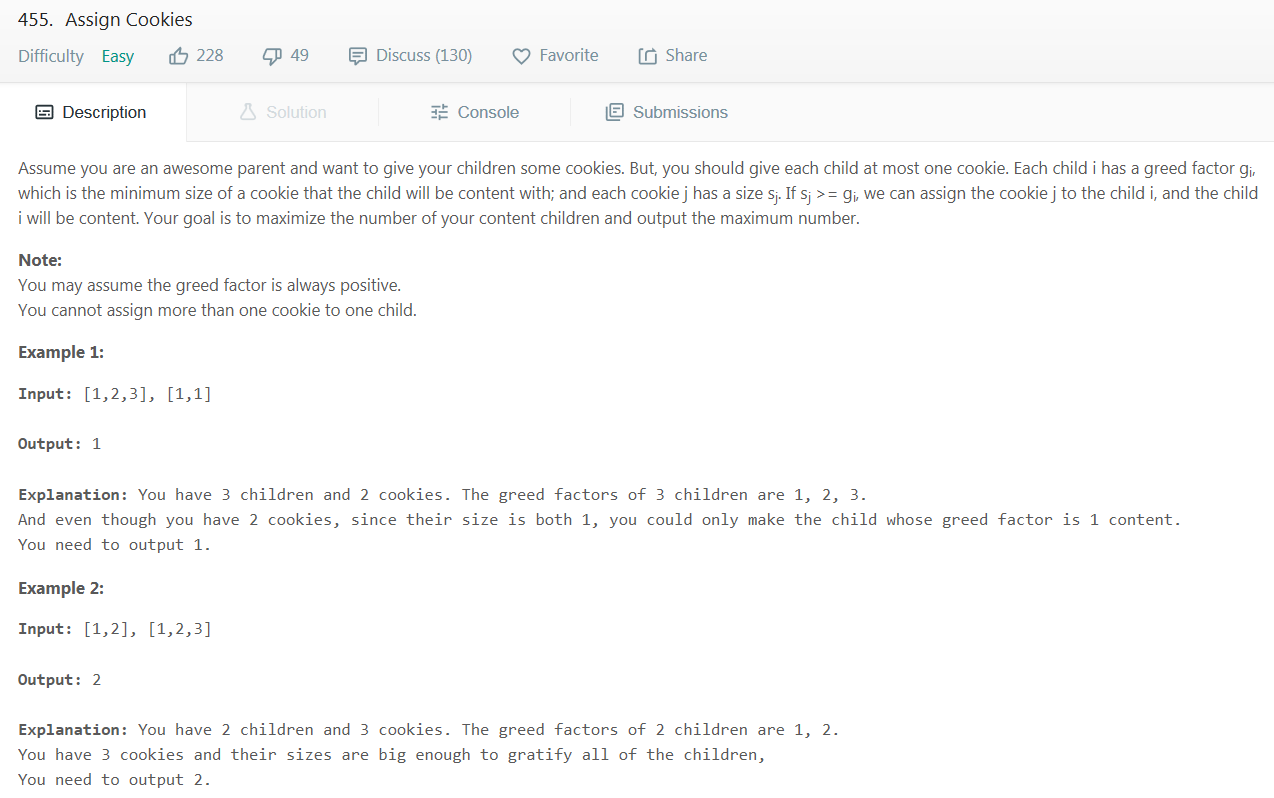 455. Assign Cookies
Difficulty Easy 228 49 Discuss (130) Favorite Share
Description Solution Console Submissions
Assume you are an awesome parent and want to give your children some cookies. But, you should give each child at most one cookie. Each child i has a greed factor gi,
which is the minimum size of a cookie that the child will be content with; and each cookie j has a size sj. If sj >= gi, we can assign the cookie j to the child i, and the child
i will be content. Your goal is to maximize the number of your content children and output the maximum number.
Note:
You may assume the greed factor is always positive.
You cannot assign more than one cookie to one child.
Example 1:
Input: [1,2,3], [1,1]
Output: 1
Explanation: You have 3 children and 2 cookies. The greed factors of 3 children are 1, 2, 3.
And even though you have 2 cookies, since their size is both 1, you could only make the child whose greed factor is 1 content.
You need to output 1.
Example 2:
Input: [1,2], [1,2,3]
Output: 2
Explanation: You have 2 children and 3 cookies. The greed factors of 2 children are 1, 2.
You have 3 cookies and their sizes are big enough to gratify all of the children,
You need to output 2.